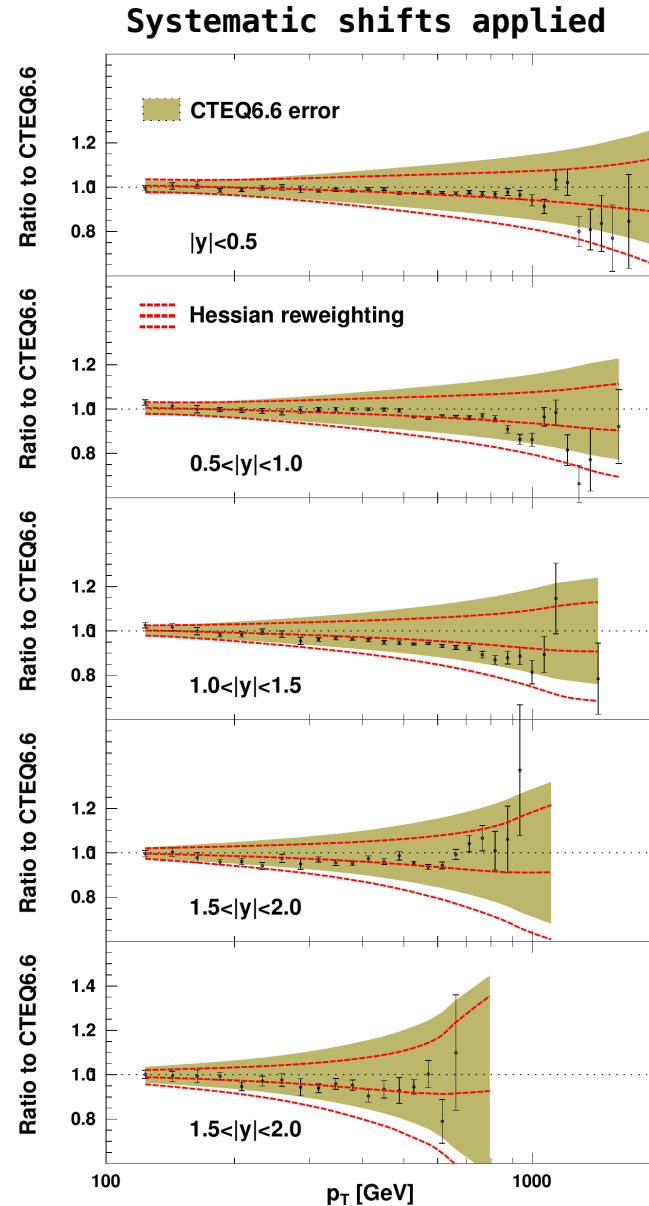 Systematic shifts applied
Ratio to CTEQ6.6
1.2
1.0
0.8
CTEQ6.6 error
|y|<0.5
Ratio to CTEQ6.6
1.2
1.0
0.8
Hessian reweighting
0.5<|y|<1.0
Ratio to CTEQ6.6
1.2
1.0
0.8
1.0<|y|<1.5
Ratio to CTEQ6.6
1.2
1.0
0.8
1.5<|y|<2.0
Ratio to CTEQ6.6
1.4
1.2
1.0
0.8
1.5<|y|<2.0
100
1000
pT [GeV]